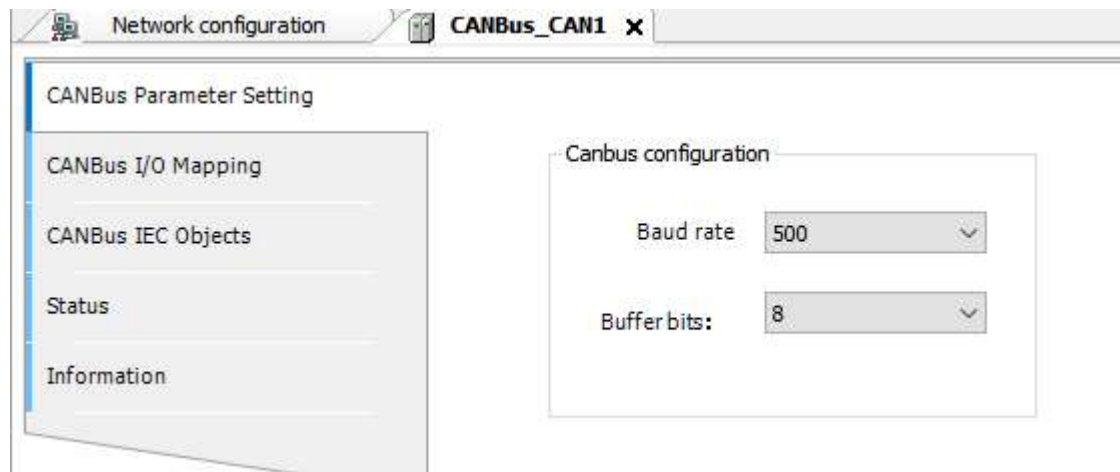 Network configuration CANBus_CAN1 X
CANBus Parameter Setting
CANBus I/O Mapping
CANBus IEC Objects
Status
Information
Canbus configuration
Baud rate 500
Buffer bits: 8